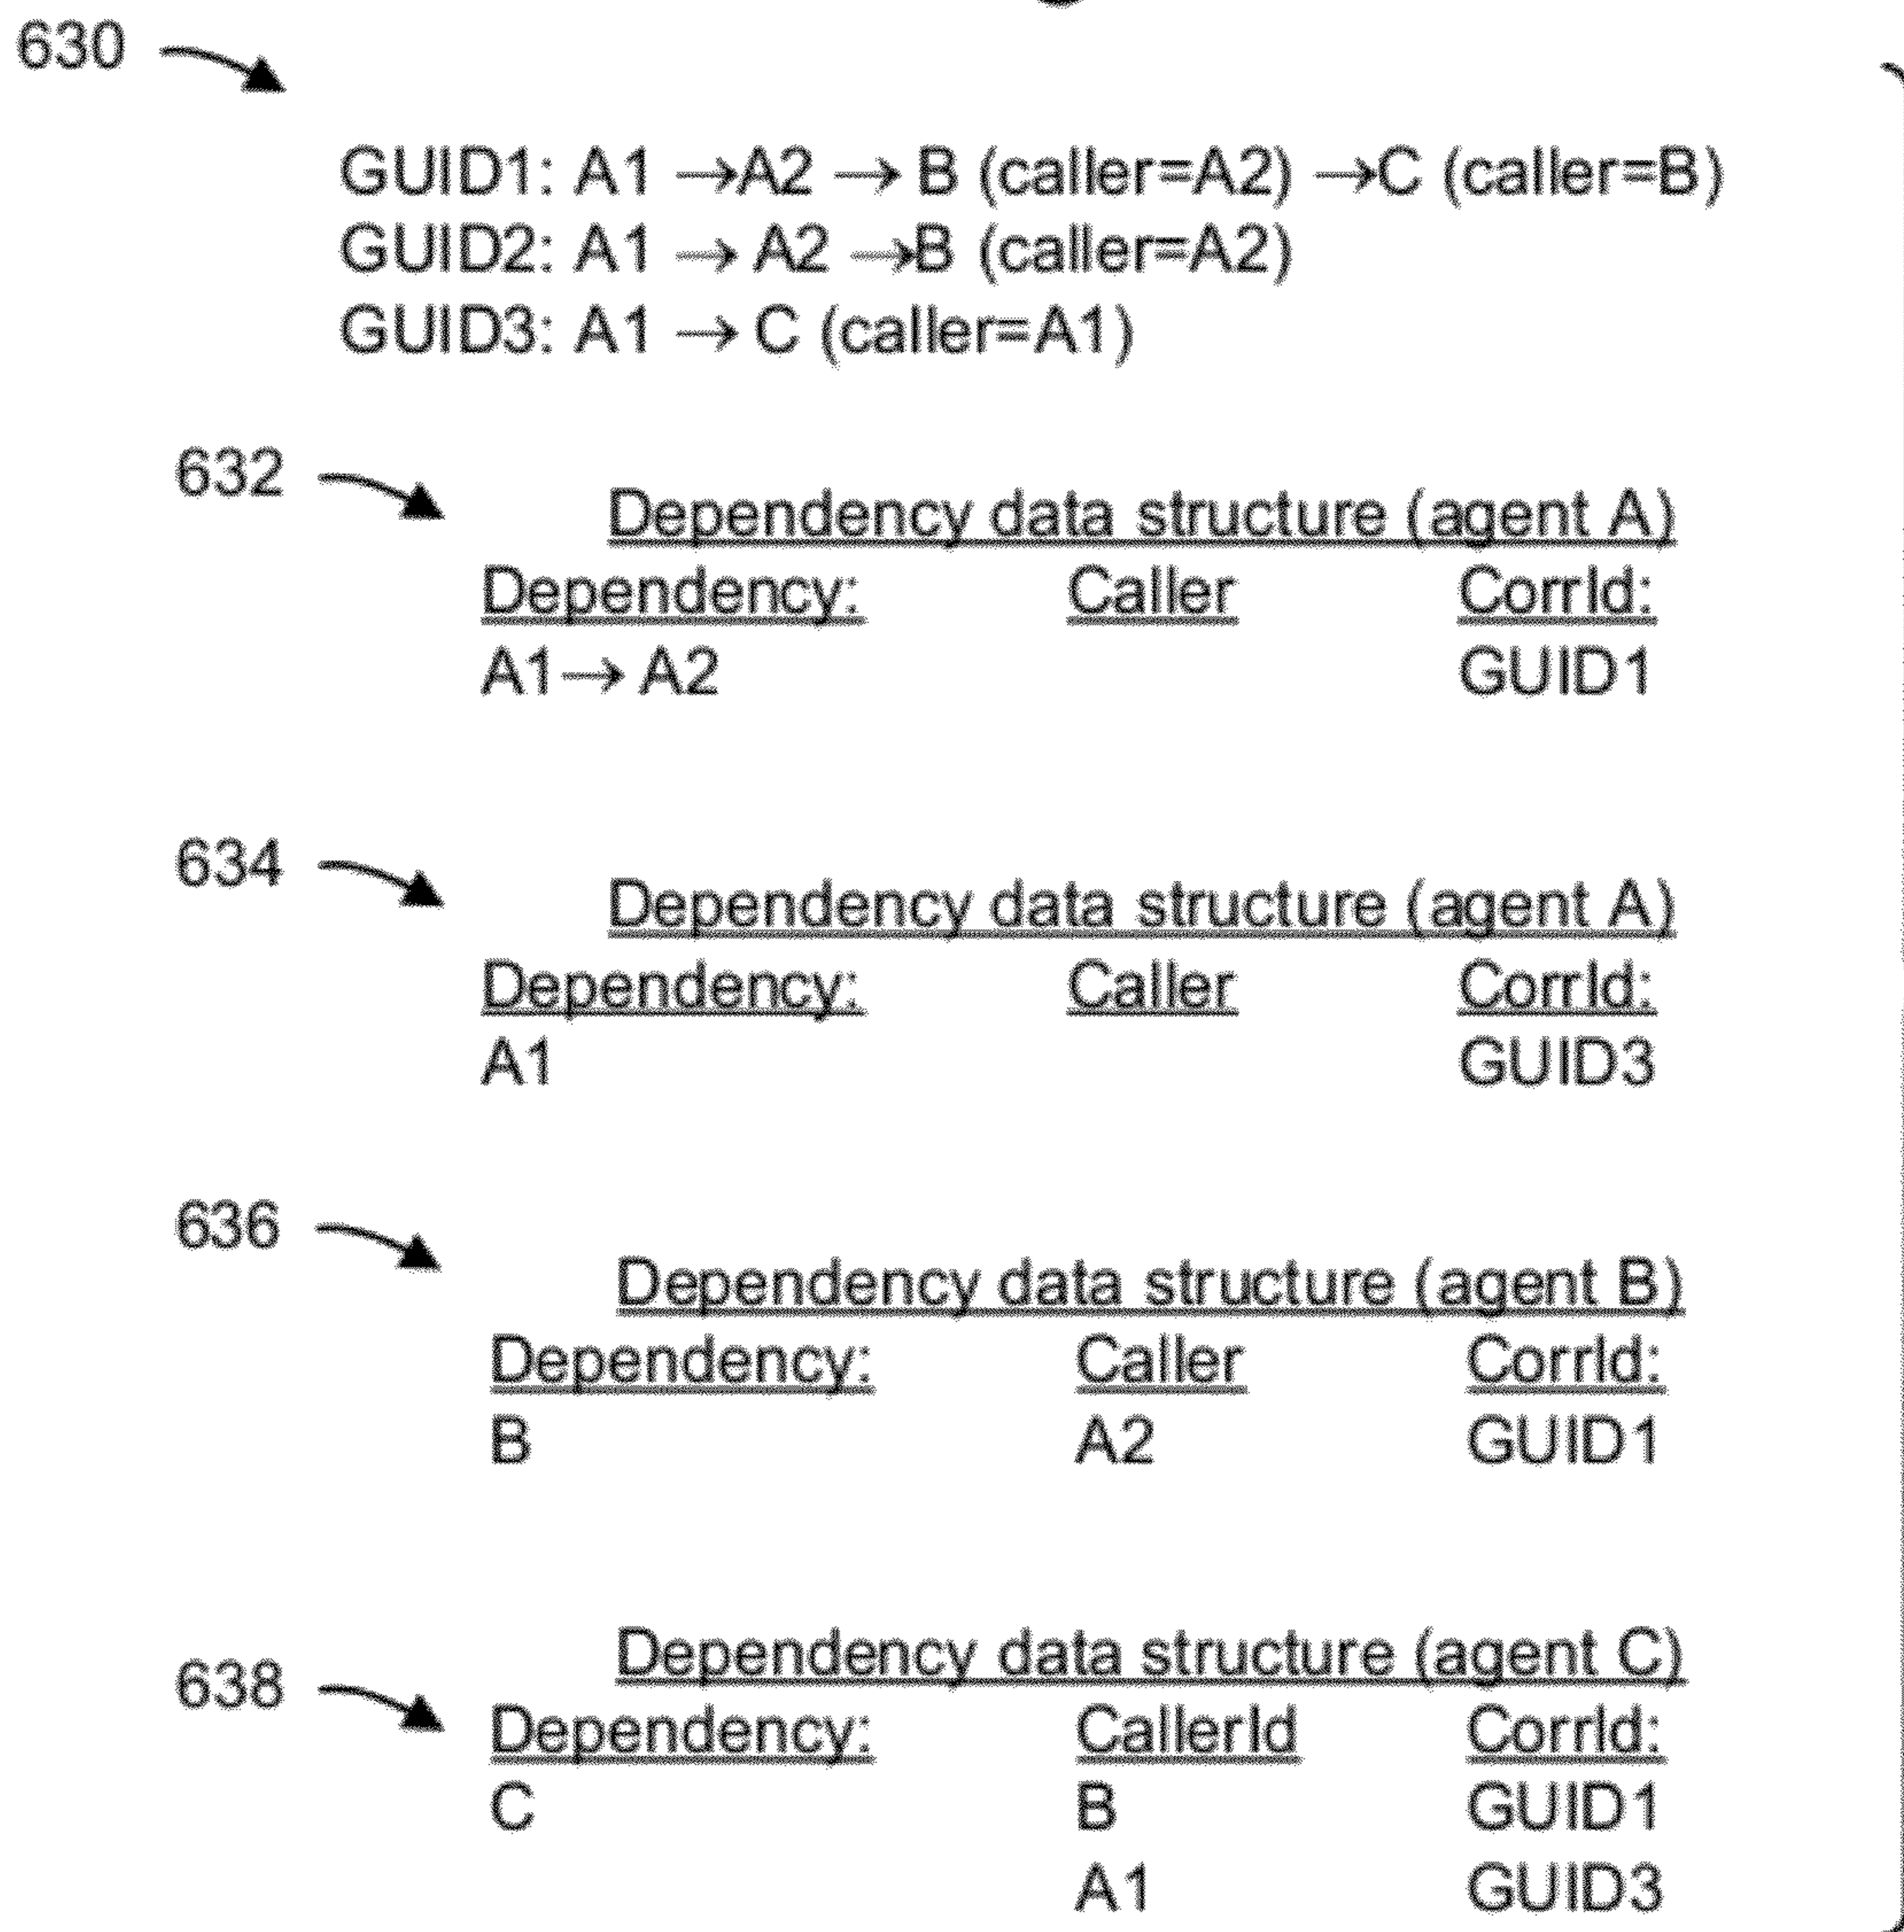 630
GUID1: A1 →A2 → B (caller=A2) →C (caller=B)
GUID2: A1 → A2 →B (caller=A2)
GUID3: A1 → C (caller=A1)
632
Dependency data structure (agent A)
Dependency: Caller CorrId:
A1→ A2 GUID1
634
Dependency data structure (agent A)
Dependency: Caller CorrId:
A1 GUID3
636
Dependency data structure (agent B)
Dependency: Caller CorrId:
B A2 GUID1
638
Dependency data structure (agent C)
Dependency: CallerId CorrId:
C B GUID1
A1 GUID3